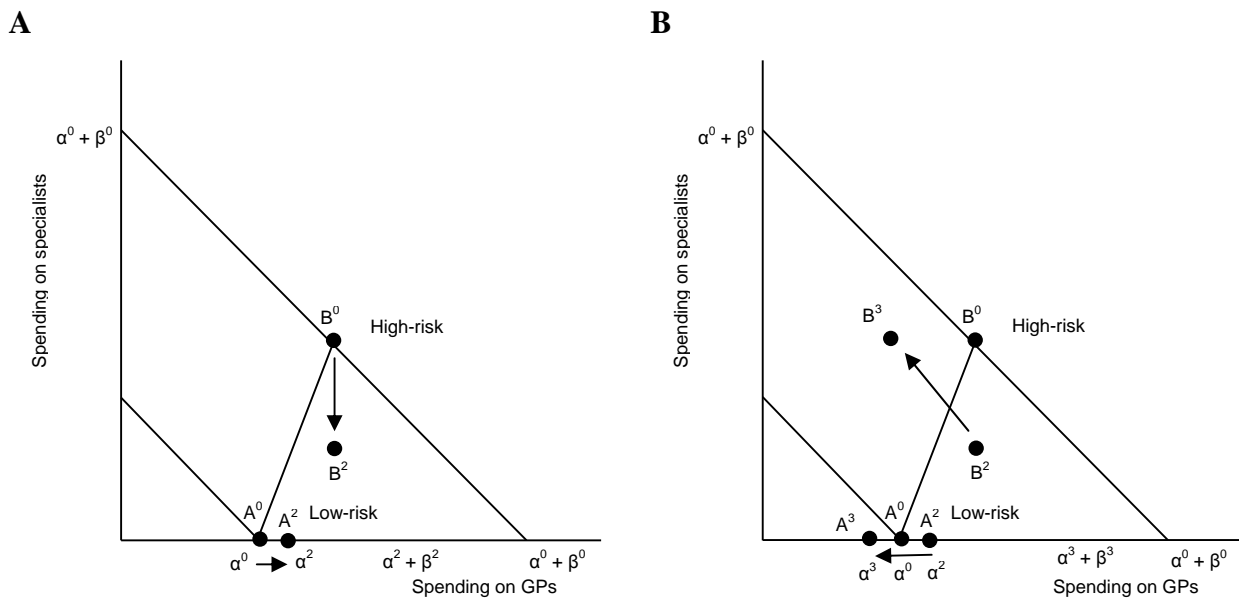 A
α⁰ + β⁰
Spending on specialists
B⁰
High-risk
B²
A⁰
A²
Low-risk
α⁰
α²
α² + β²
α⁰ + β⁰
Spending on GPs
B
α⁰ + β⁰
Spending on specialists
B³
B⁰
High-risk
B²
A³
A⁰
A²
Low-risk
α³
α⁰
α²
α³ + β³
α⁰ + β⁰
Spending on GPs